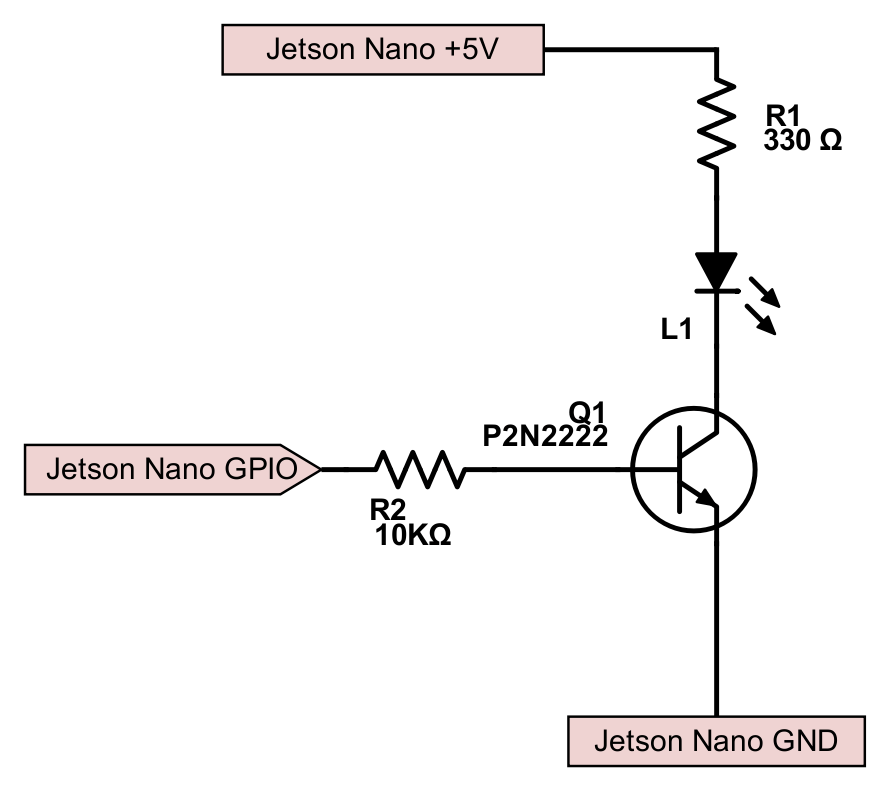 Jetson Nano +5V
R1
330 Ω
L1
Q1
P2N2222
Jetson Nano GPIO
R2
10KΩ
Jetson Nano GND